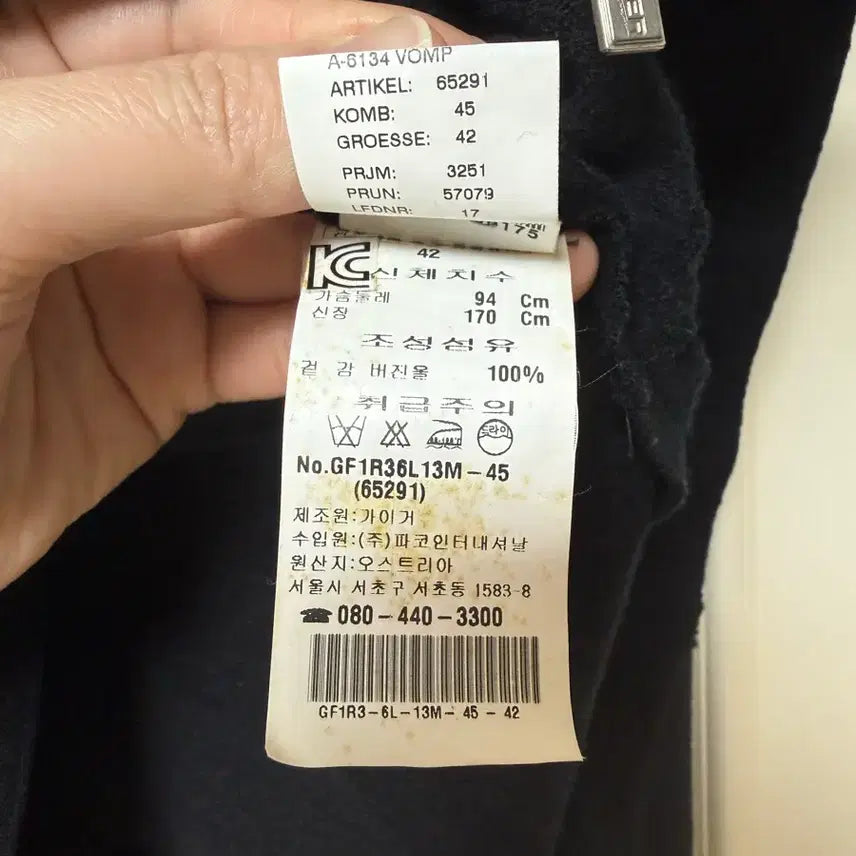 A-6134 VOMP
ARTIKEL: 65291
KOMB: 45
GROESSE: 42
PRJM: 3251
PRUN: 57079
LFDNR: 17
175
42
신체치수
가슴둘레 94 Cm
신장 170 Cm
조성섬유
겉 감 버진울 100%
취급주의
드라이
No.GF1R36L13M-45
(65291)
제조원:가이거
수입원:(주)파코인터내셔날
원산지:오스트리아
서울시 서초구 서초동 1583-8
☎ 080-440-3300
GF1R3-6L-13M-45-42